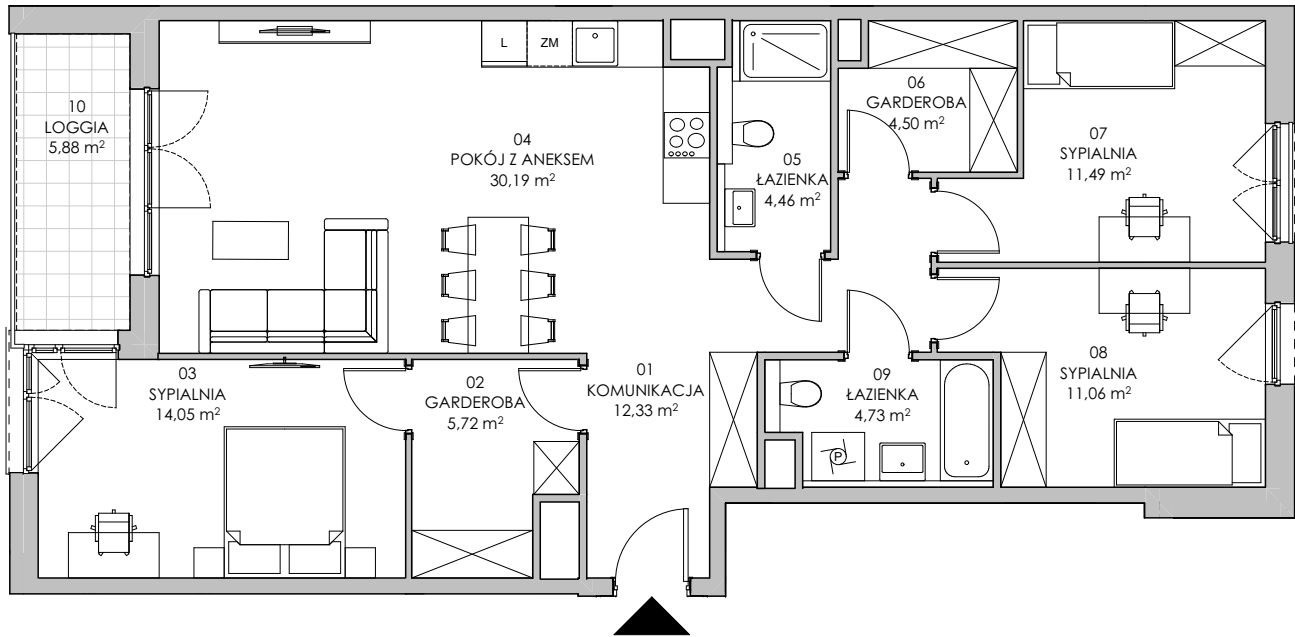 L
ZM
10
LOGGIA
5,88 m²
04
POKÓJ Z ANEKSEM
30,19 m²
05
ŁAZIENKA
4,46 m²
06
GARDEROBA
4,50 m²
07
SYPIALNIA
11,49 m²
03
SYPIALNIA
14,05 m²
02
GARDEROBA
5,72 m²
01
KOMUNIKACJA
12,33 m²
09
ŁAZIENKA
4,73 m²
P
08
SYPIALNIA
11,06 m²